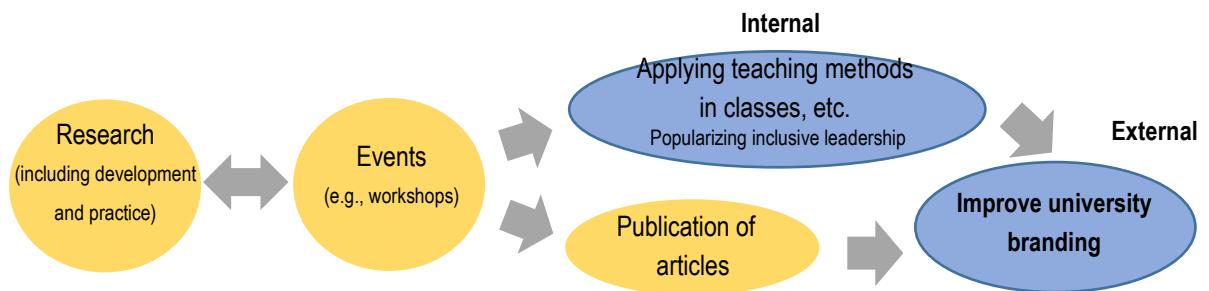 Research
(including development
and practice)
Events
(e.g., workshops)
Internal
Applying teaching methods
in classes, etc.
Popularizing inclusive leadership
Publication of
articles
External
Improve university
branding